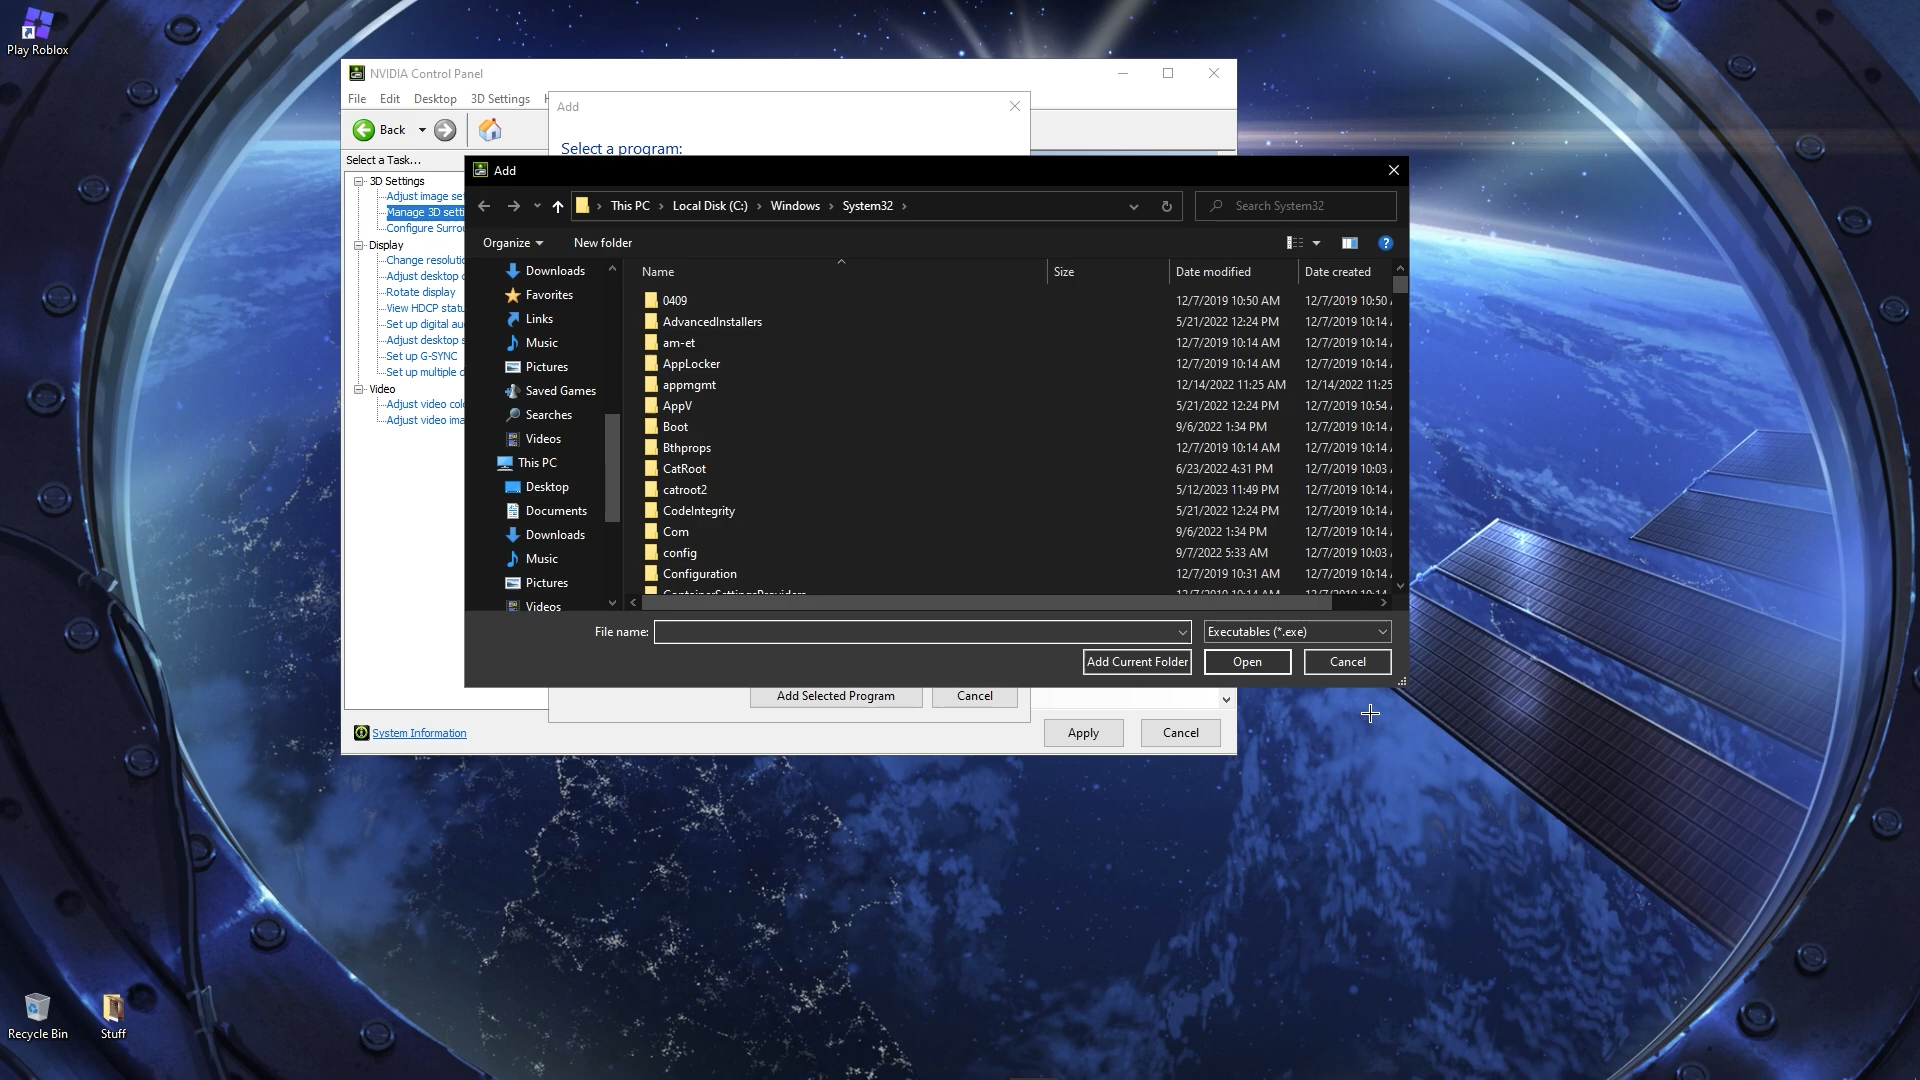 Play Roblox
NVIDIA Control Panel
File Edit Desktop 3D Settings
Back
Select a Task...
3D Settings
Adjust image se
Manage 3D setti
Configure Surro
Display
Change resolutio
Adjust desktop
Rotate display
View HDCP statu
Set up digital au
Adjust desktop s
Set up G-SYNC
Set up multiple
Video
Adjust video col
Adjust video ima
System Information
Apply
Cancel
Add
Select a program:
Add Selected Program
Cancel
Add
This PC > Local Disk (C:) > Windows > System32 >
Search System32
Organize
New folder
Downloads
Favorites
Links
Music
Pictures
Saved Games
Searches
Videos
This PC
Desktop
Documents
Downloads
Music
Pictures
Videos
Name Size Date modified Date created
0409 12/7/2019 10:50 AM 12/7/2019 10:50
AdvancedInstallers 5/21/2022 12:24 PM 12/7/2019 10:14
am-et 12/7/2019 10:14 AM 12/7/2019 10:14
AppLocker 12/7/2019 10:14 AM 12/7/2019 10:14
appmgmt 12/14/2022 11:25 AM 12/14/2022 11:25
AppV 5/21/2022 12:24 PM 12/7/2019 10:54
Boot 9/6/2022 1:34 PM 12/7/2019 10:14
Bthprops 12/7/2019 10:14 AM 12/7/2019 10:14
CatRoot 6/23/2022 4:31 PM 12/7/2019 10:03
catroot2 5/12/2023 11:49 PM 12/7/2019 10:14
CodeIntegrity 5/21/2022 12:24 PM 12/7/2019 10:14
Com 9/6/2022 1:34 PM 12/7/2019 10:14
config 9/7/2022 5:33 AM 12/7/2019 10:03
Configuration 12/7/2019 10:31 AM 12/7/2019 10:14
File name:
Executables (*.exe)
Add Current Folder
Open
Cancel
Recycle Bin
Stuff